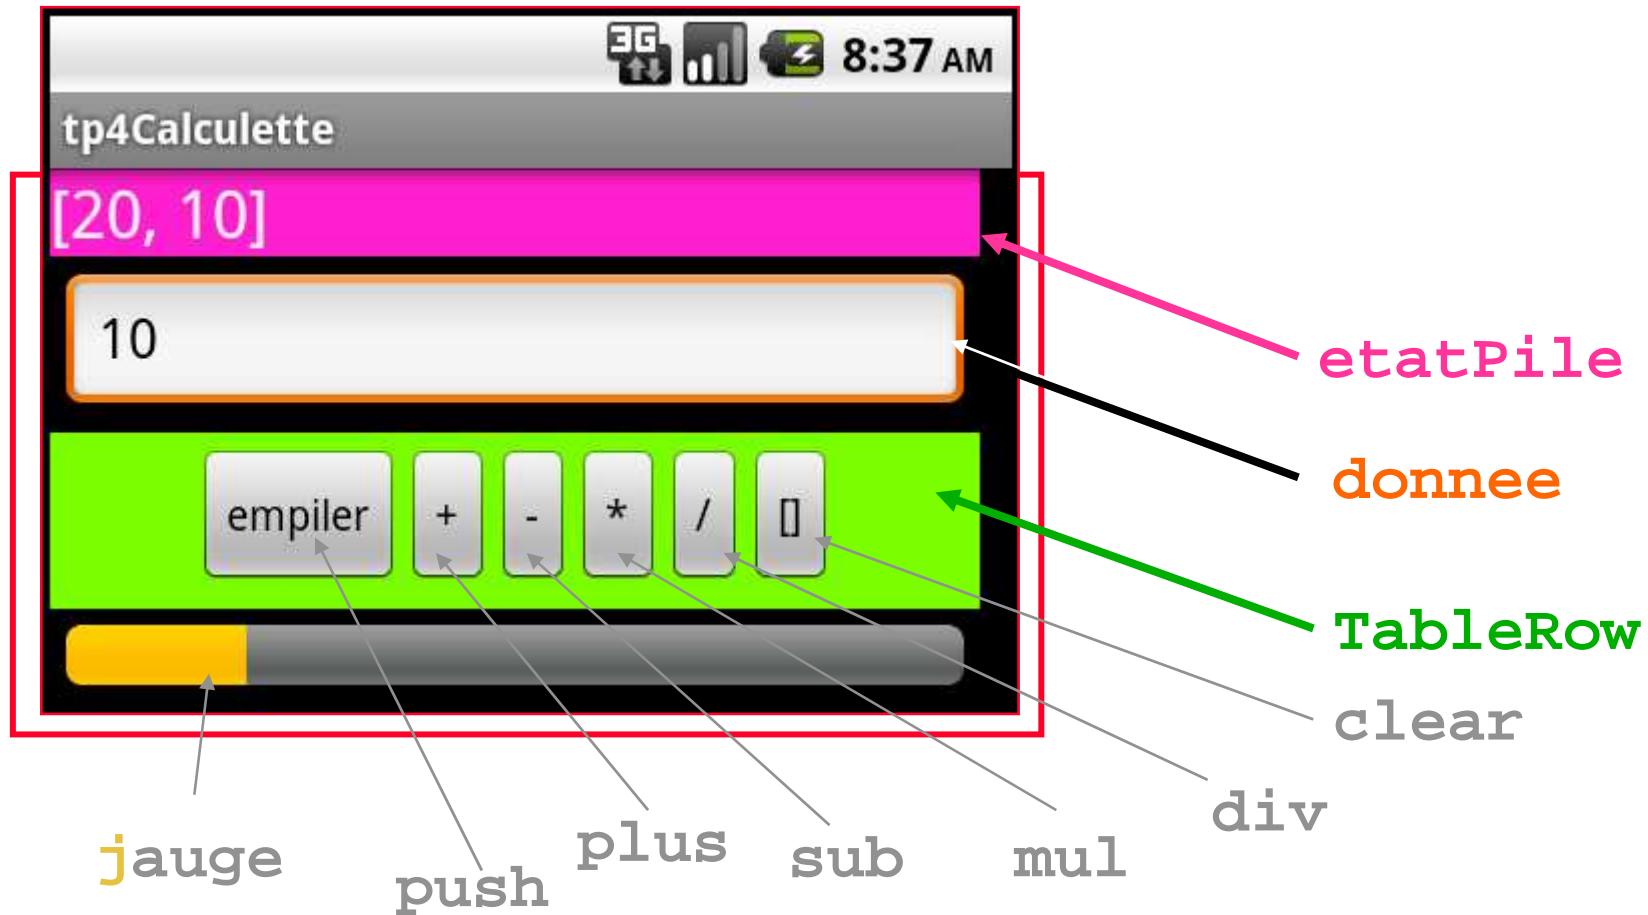 3G 8:37 AM
tp4Calculette
[20, 10]
10
etatPile
donnee
empiler + - * / []
TableRow
clear
div
jauge push plus sub mul